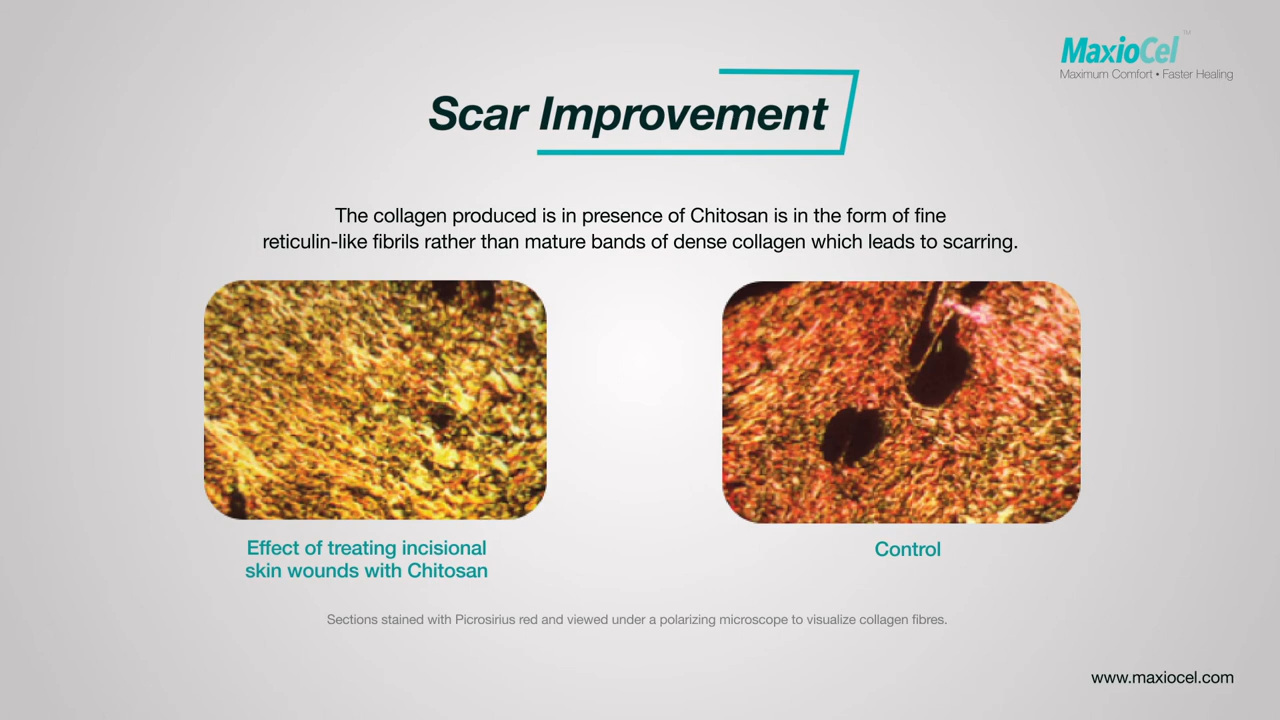 MaxioCel™
Maximum Comfort • Faster Healing
Scar Improvement
The collagen produced is in presence of Chitosan is in the form of fine
reticulin-like fibrils rather than mature bands of dense collagen which leads to scarring.
Effect of treating incisional
skin wounds with Chitosan
Control
Sections stained with Picrosirius red and viewed under a polarizing microscope to visualize collagen fibres.
www.maxiocel.com